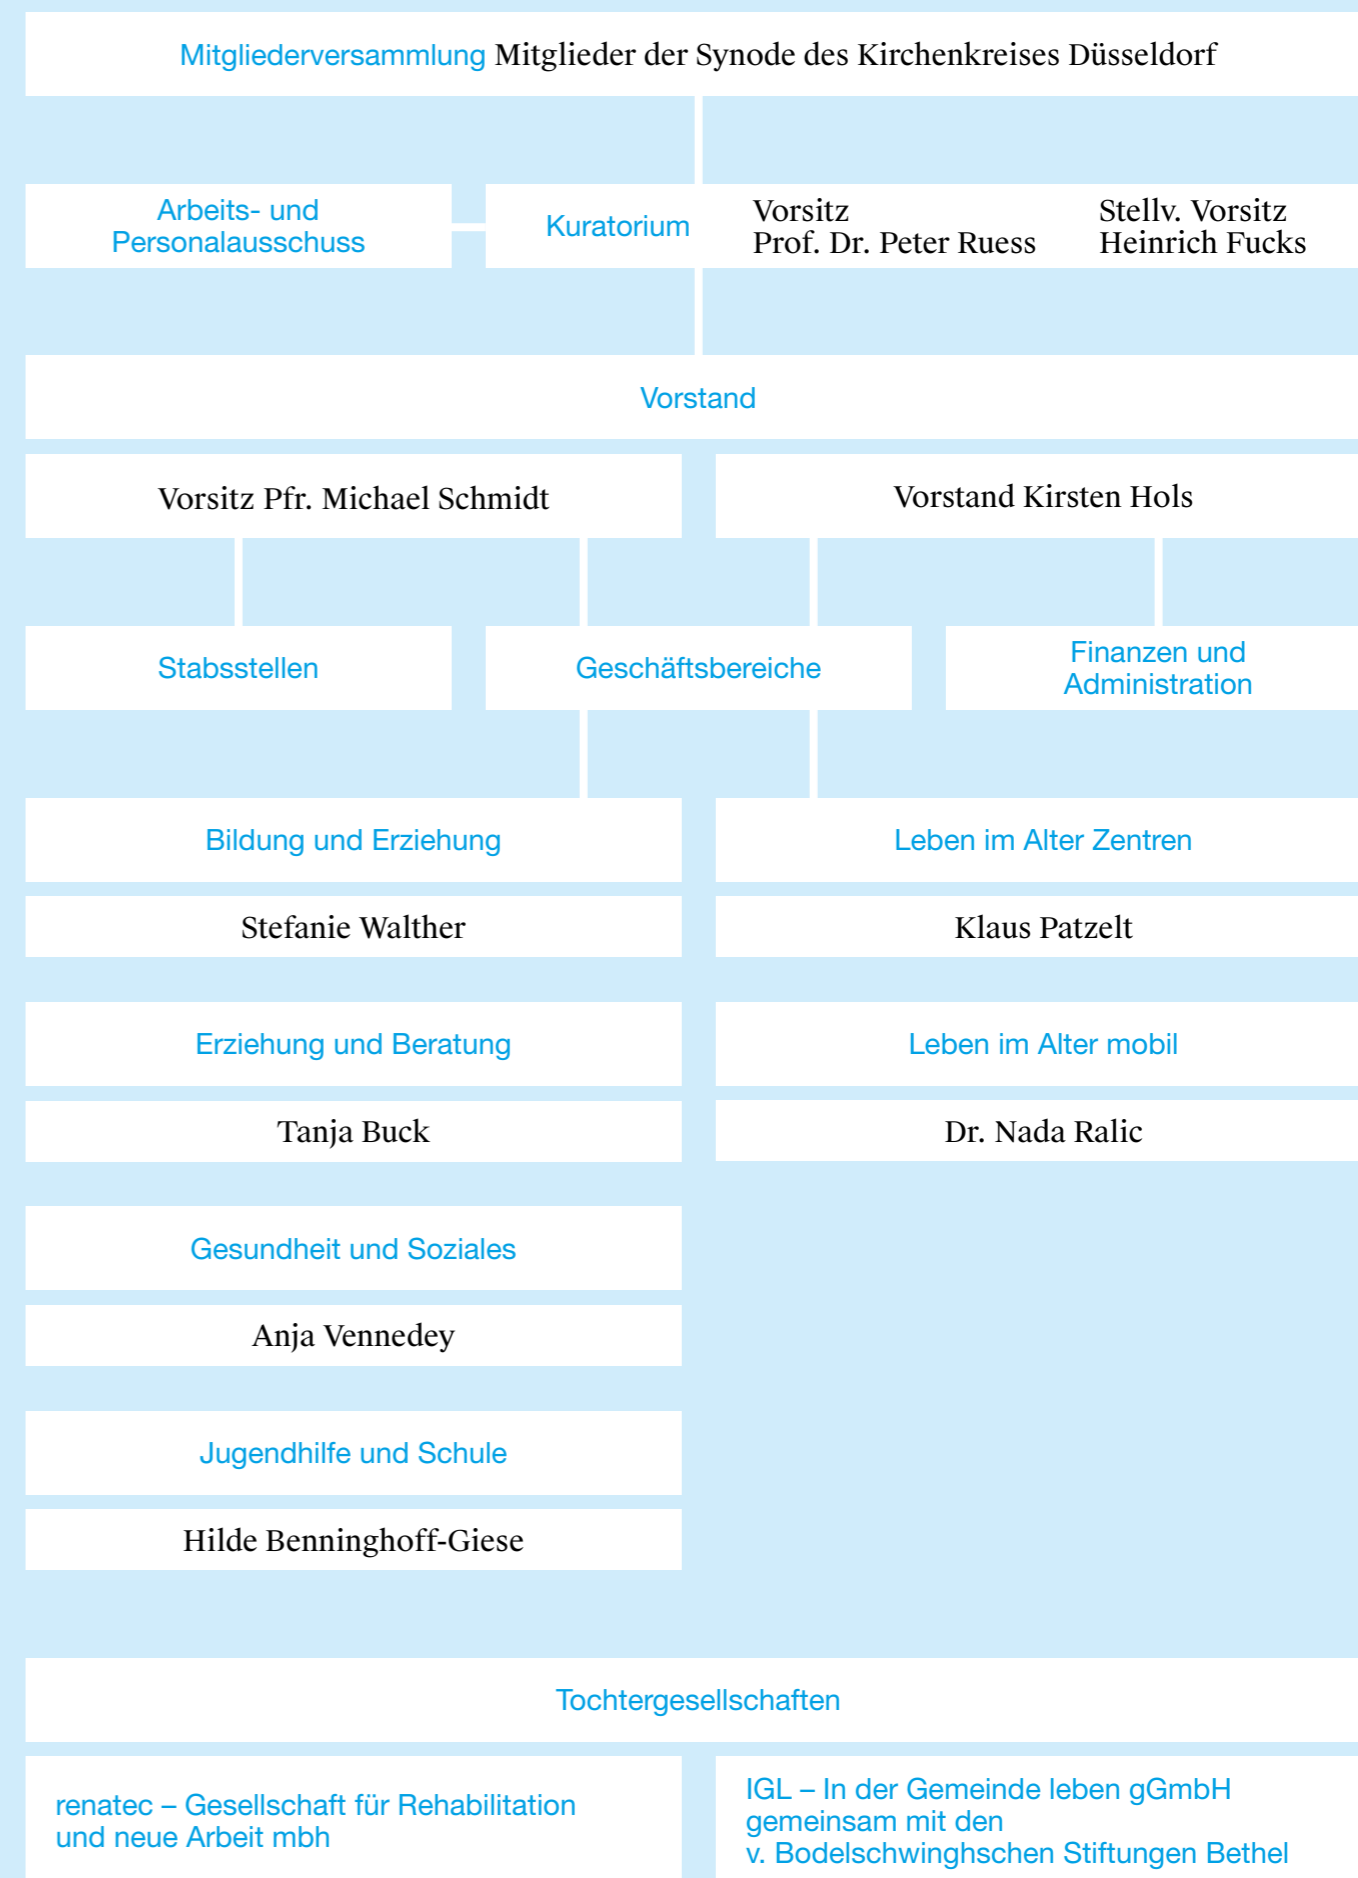 Mitgliederversammlung Mitglieder der Synode des Kirchenkreises Düsseldorf
Arbeits- und
Personalausschuss
Kuratorium
Vorsitz
Prof. Dr. Peter Ruess
Stellv. Vorsitz
Heinrich Fucks
Vorstand
Vorsitz Pfr. Michael Schmidt
Vorstand Kirsten Hols
Stabsstellen
Geschäftsbereiche
Finanzen und
Administration
Bildung und Erziehung
Leben im Alter Zentren
Stefanie Walther
Klaus Patzelt
Erziehung und Beratung
Leben im Alter mobil
Tanja Buck
Dr. Nada Ralic
Gesundheit und Soziales
Anja Vennedey
Jugendhilfe und Schule
Hilde Benninghoff-Giese
Tochtergesellschaften
renatec – Gesellschaft für Rehabilitation
und neue Arbeit mbh
IGL – In der Gemeinde leben gGmbH
gemeinsam mit den
v. Bodelschwinghschen Stiftungen Bethel